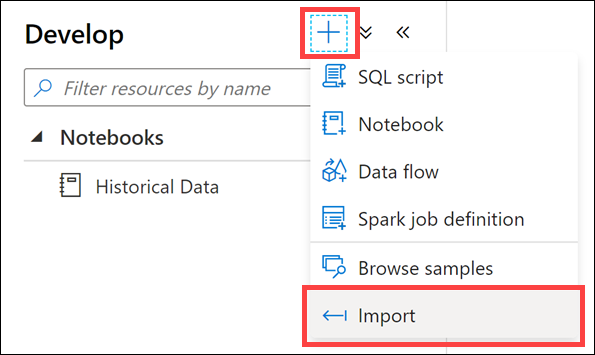 Develop
Filter resources by name
Notebooks
Historical Data
SQL script
Notebook
Data flow
Spark job definition
Browse samples
Import